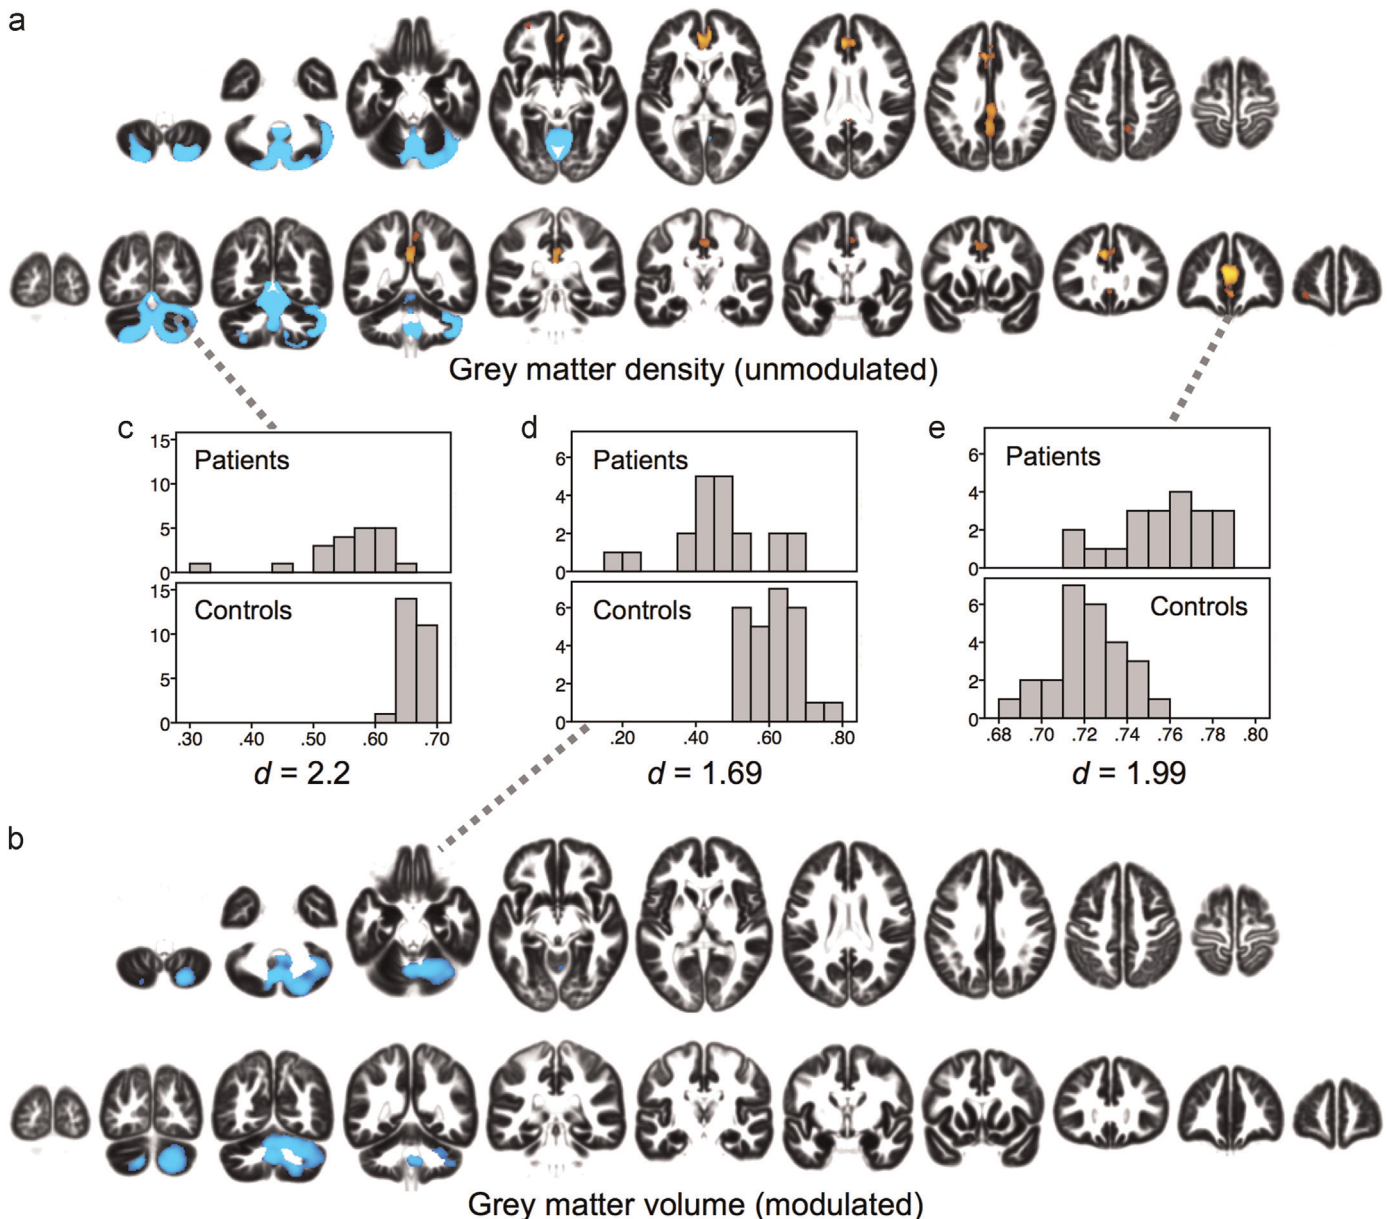 a
Grey matter density (unmodulated)
c
d
e
15
10
5
0
Patients
6
4
2
0
Patients
6
4
2
0
Patients
15
10
5
0
Controls
6
4
2
0
Controls
6
4
2
0
Controls
.30 .40 .50 .60 .70
.20 .40 .60 .80
.68 .70 .72 .74 .76 .78 .80
d = 2.2
d = 1.69
d = 1.99
b
Grey matter volume (modulated)